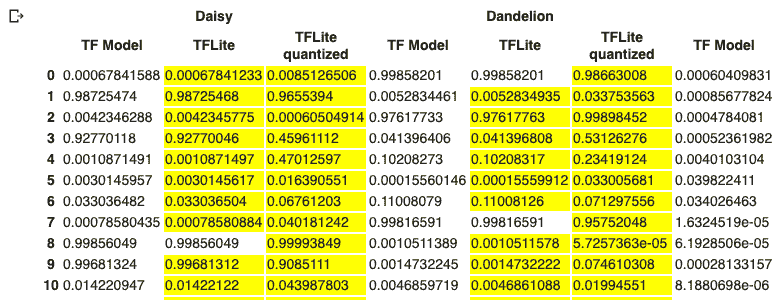 Daisy Dandelion
TF Model TFLite TFLite quantized TF Model TFLite TFLite quantized TF Model
0 0.00067841588 0.00067841233 0.0085126506 0.99858201 0.99858201 0.98663008 0.00060409831
1 0.98725474 0.98725468 0.9655394 0.0052834461 0.0052834935 0.033753563 0.00085677824
2 0.0042346288 0.0042345775 0.00060504914 0.97617733 0.97617763 0.99898452 0.0004784081
3 0.92770118 0.92770046 0.45961112 0.041396406 0.041396808 0.53126276 0.00052361982
4 0.0010871491 0.0010871497 0.47012597 0.10208273 0.10208317 0.23419124 0.0040103104
5 0.0030145957 0.0030145617 0.016390551 0.00015560146 0.00015559912 0.033005681 0.039822411
6 0.033036482 0.033036504 0.06761203 0.11008079 0.11008126 0.071297556 0.034026463
7 0.00078580435 0.00078580884 0.040181242 0.99816591 0.99816591 0.95752048 1.6324519e-05
8 0.99856049 0.99856049 0.99993849 0.0010511389 0.0010511578 5.7257363e-05 6.1928506e-05
9 0.99681324 0.99681312 0.9085111 0.0014732245 0.0014732222 0.074610308 0.00028133157
10 0.014220947 0.01422122 0.043987803 0.0046859719 0.0046861088 0.01994551 8.1880698e-06